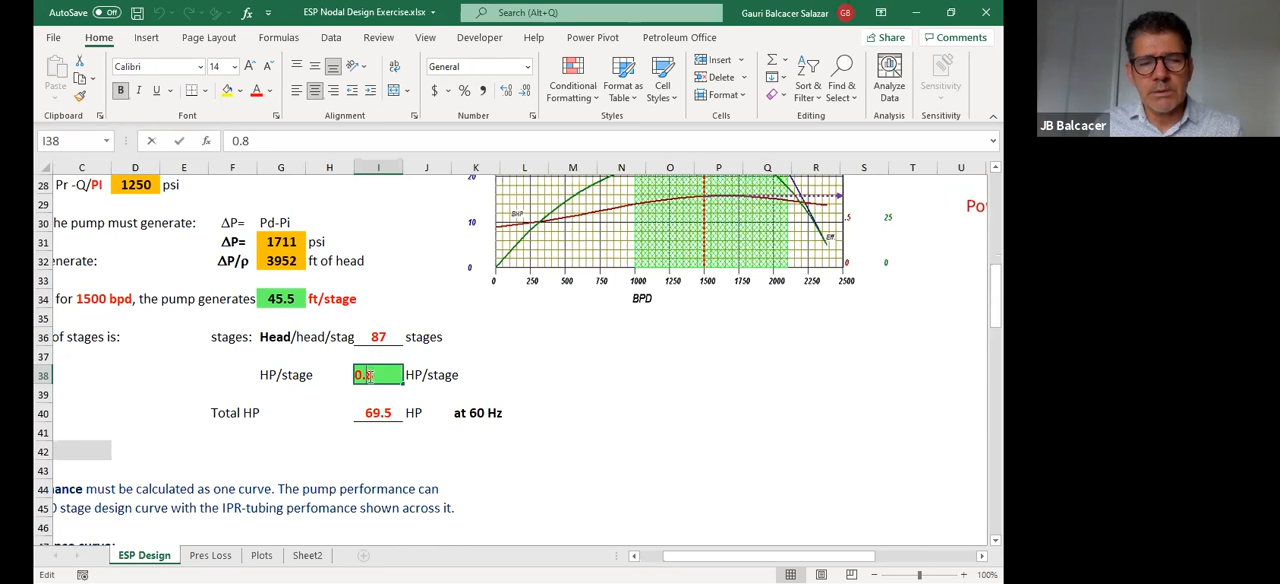 AutoSave Off ESP Nodal Design Exercise.xlsx Search (Alt+Q) Gauri Balcacer Salazar GB
File Home Insert Page Layout Formulas Data Review View Developer Help Power Pivot Petroleum Office Share Comments
Paste Calibri 14 General Conditional Formatting Format as Table Cell Styles Insert Delete Format Sort & Filter Find & Select Analyze Data Sensitivity
Clipboard Font Alignment Number Styles Cells Editing Analysis Sensitivity
JB Balcacer
I38 fx 0.8
C D E F G H I J K L M N O P Q R S T U
28 Pr -Q/PI 1250 psi
20
29
30 he pump must generate: ΔP= Pd-Pi
10 BHP .5 25
31 ΔP= 1711 psi
Eff
32 enerate: ΔP/ρ 3952 ft of head
0 0 0
33
0 250 500 750 1000 1250 1500 1750 2000 2250 2500
34 for 1500 bpd, the pump generates 45.5 ft/stage
BPD
35
36 of stages is: stages: Head/head/stag 87 stages
37
38 HP/stage 0.8 HP/stage
39
40 Total HP 69.5 HP at 60 Hz
41
42
43
44 ance must be calculated as one curve. The pump performance can
45 stage design curve with the IPR-tubing perfomance shown across it.
46
ESP Design Pres Loss Plots Sheet2
Edit 100%